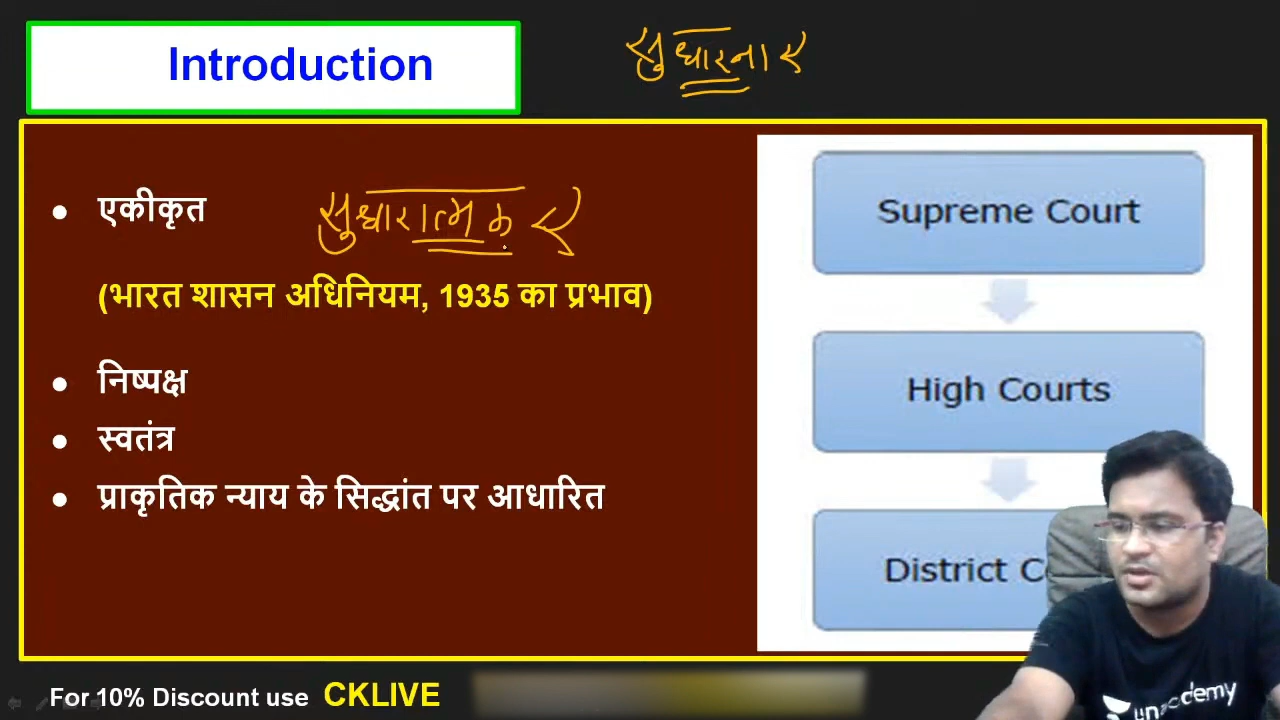 Introduction
सुधारना
एकीकृत
सुधारात्मक
(भारत शासन अधिनियम, 1935 का प्रभाव)
निष्पक्ष
स्वतंत्र
प्राकृतिक न्याय के सिद्धांत पर आधारित
Supreme Court
High Courts
District
For 10% Discount use CKLIVE